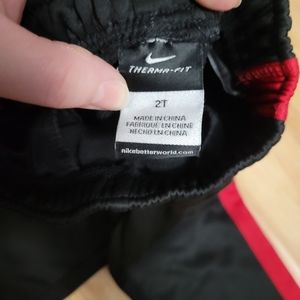 THERMA-FIT
2T
MADE IN CHINA
FABRIQUÉ EN CHINE
HECHO EN CHINA
nikebetterworld.com